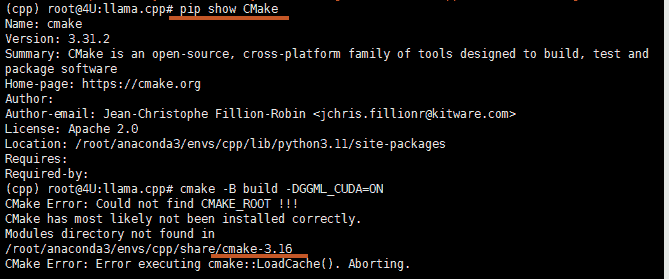 (cpp) root@4U:llama.cpp# pip show CMake
Name: cmake
Version: 3.31.2
Summary: CMake is an open-source, cross-platform family of tools designed to build, test and
package software
Home-page: https://cmake.org
Author:
Author-email: Jean-Christophe Fillion-Robin <jchris.fillionr@kitware.com>
License: Apache 2.0
Location: /root/anaconda3/envs/cpp/lib/python3.11/site-packages
Requires:
Required-by:
(cpp) root@4U:llama.cpp# cmake -B build -DGGML_CUDA=ON
CMake Error: Could not find CMAKE_ROOT !!!
CMake has most likely not been installed correctly.
Modules directory not found in
/root/anaconda3/envs/cpp/share/cmake-3.16
CMake Error: Error executing cmake::LoadCache(). Aborting.